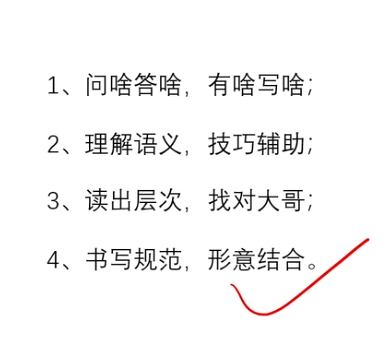 1、问啥答啥，有啥写啥；
2、理解语义，技巧辅助；
3、读出层次，找对大哥；
4、书写规范，形意结合。